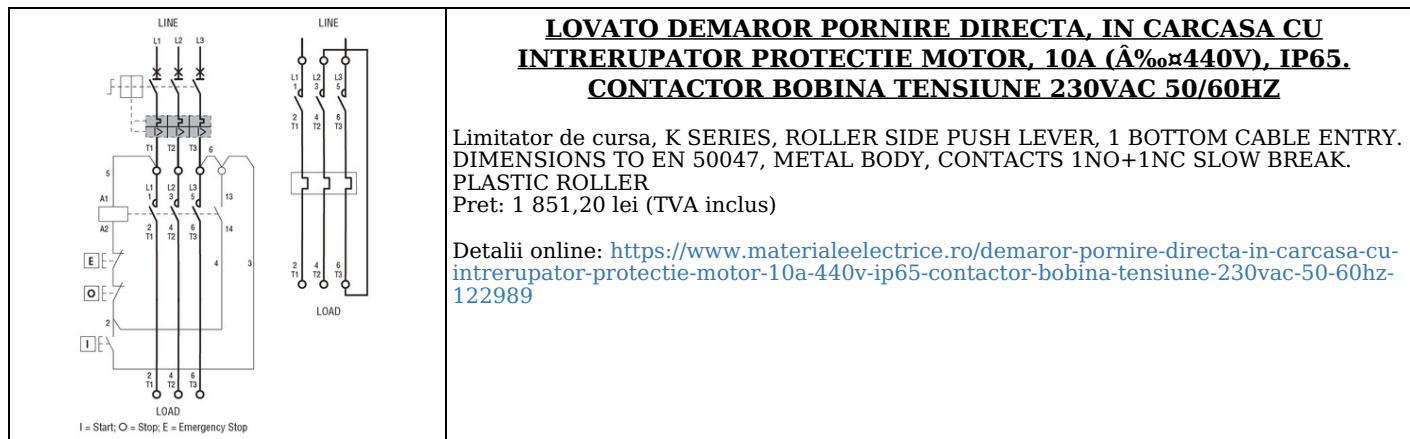 LINE
LINE
L1 L2 L3
T1 T2 T3
6
5
L1 L2 L3
1 3 5
13
A1
A2
2 4 6
T1 T2 T3
14
E
4
3
O
2
I
2 4 6
T1 T2 T3
LOAD
I = Start; O = Stop; E = Emergency Stop
L1 L2 L3
1 3 5
2 4 6
T1 T2 T3
2 4 6
T1 T2 T3
LOAD
LOVATO DEMAROR PORNIRE DIRECTA, IN CARCASA CU
INTRERUPATOR PROTECTIE MOTOR, 10A (Â‰¤440V), IP65.
CONTACTOR BOBINA TENSIUNE 230VAC 50/60HZ
Limitator de cursa, K SERIES, ROLLER SIDE PUSH LEVER, 1 BOTTOM CABLE ENTRY.
DIMENSIONS TO EN 50047, METAL BODY, CONTACTS 1NO+1NC SLOW BREAK.
PLASTIC ROLLER
Pret: 1 851,20 lei (TVA inclus)
Detalii online: https://www.materialeelectrice.ro/demaror-pornire-directa-in-carcasa-cu-
intrerupator-protectie-motor-10a-440v-ip65-contactor-bobina-tensiune-230vac-50-60hz-
122989